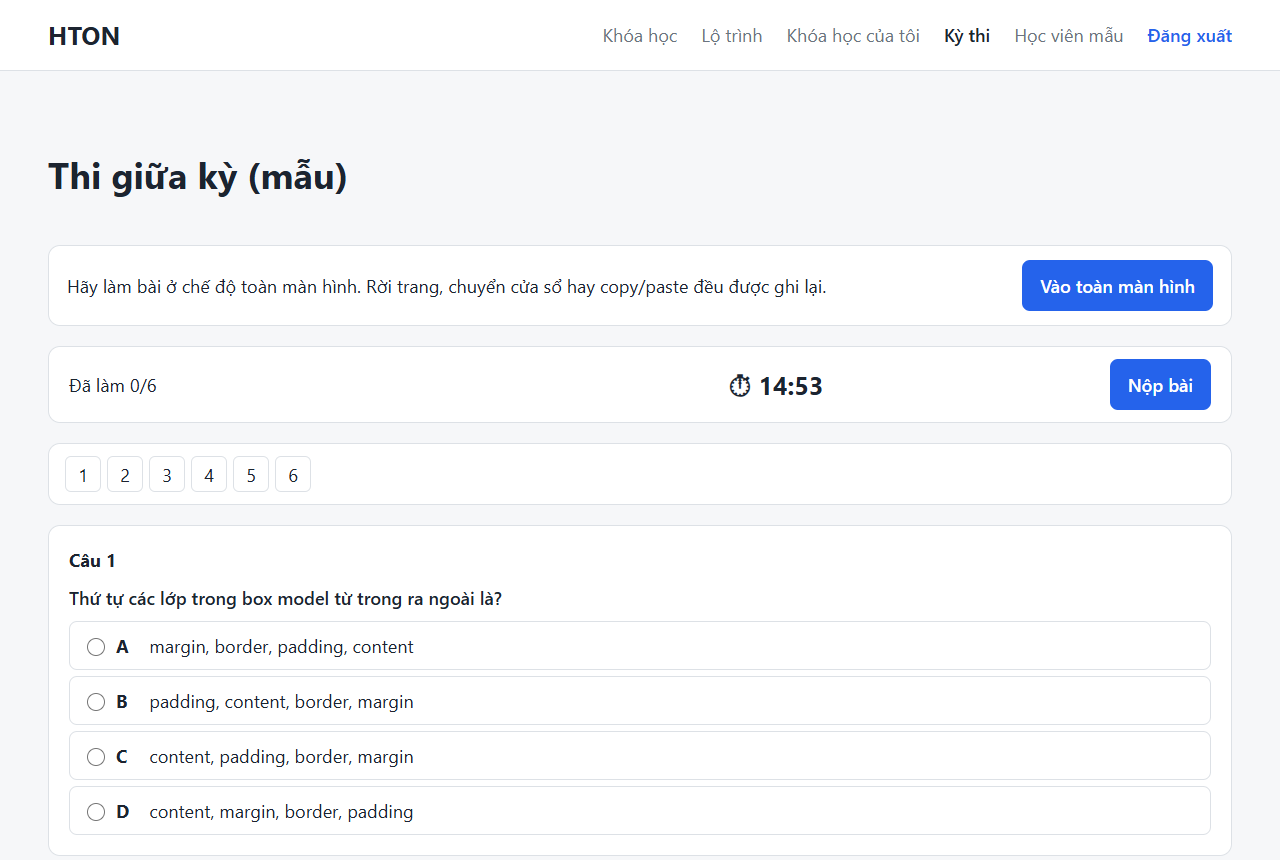 HTON
Khóa học Lộ trình Khóa học của tôi Kỳ thi Học viên mẫu Đăng xuất
Thi giữa kỳ (mẫu)
Hãy làm bài ở chế độ toàn màn hình. Rời trang, chuyển cửa sổ hay copy/paste đều được ghi lại.
Vào toàn màn hình
Đã làm 0/6
⏱ 14:53
Nộp bài
1 2 3 4 5 6
Câu 1
Thứ tự các lớp trong box model từ trong ra ngoài là?
A margin, border, padding, content
B padding, content, border, margin
C content, padding, border, margin
D content, margin, border, padding